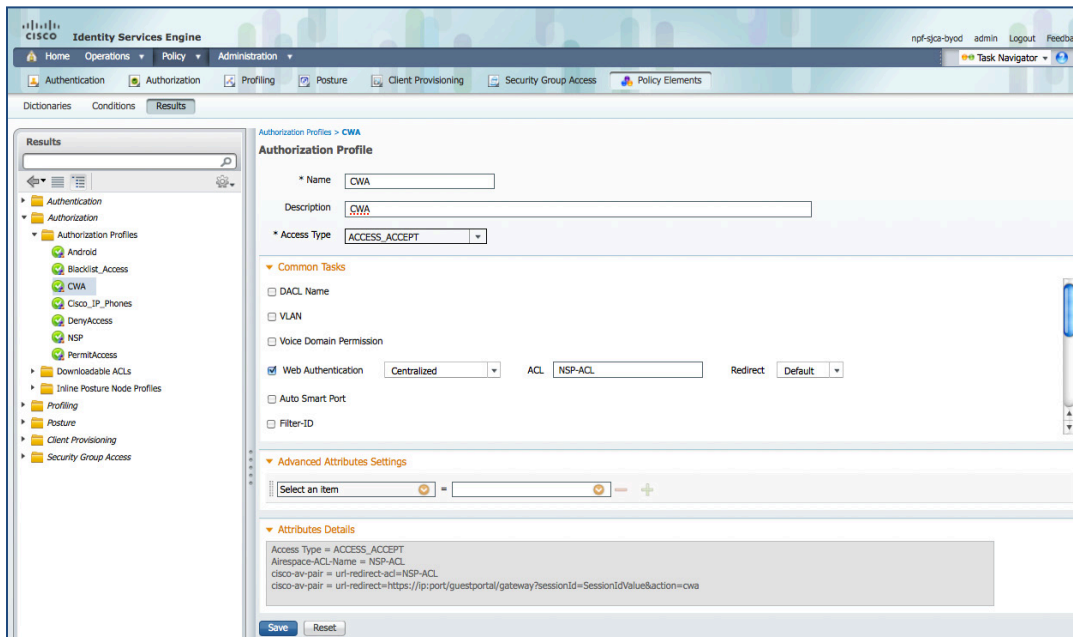 CISCO Identity Services Engine
npf-sjca-byod admin Logout Feedba
Home Operations Policy Administration
Task Navigator
Authentication Authorization Profiling Posture Client Provisioning Security Group Access Policy Elements
Dictionaries Conditions Results
Results
Authentication
Authorization
Authorization Profiles
Android
Blacklist_Access
CWA
Cisco_IP_Phones
DenyAccess
NSP
PermitAccess
Downloadable ACLs
Inline Posture Node Profiles
Profiling
Posture
Client Provisioning
Security Group Access
Authorization Profiles > CWA
Authorization Profile
* Name CWA
Description CWA
* Access Type ACCESS_ACCEPT
Common Tasks
DACL Name
VLAN
Voice Domain Permission
Web Authentication Centralized ACL NSP-ACL Redirect Default
Auto Smart Port
Filter-ID
Advanced Attributes Settings
Select an item =
Attributes Details
Access Type = ACCESS_ACCEPT
Airespace-ACL-Name = NSP-ACL
cisco-av-pair = url-redirect-acl=NSP-ACL
cisco-av-pair = url-redirect=https://ip:port/guestportal/gateway?sessionId=SessionIdValue&action=cwa
Save Reset